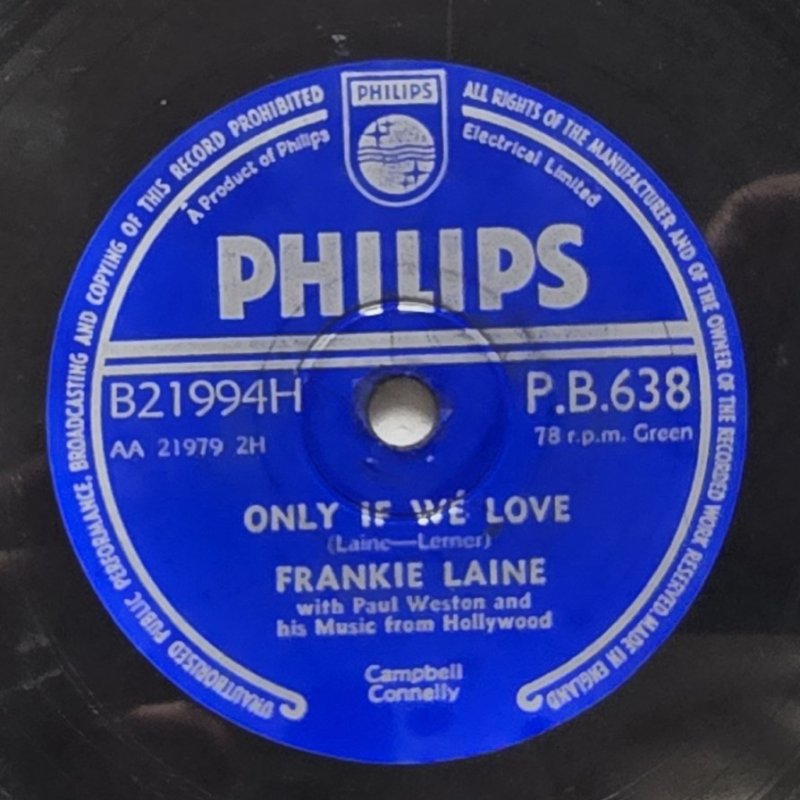 PHILIPS
UNAUTHORISED PUBLIC PERFORMANCE, BROADCASTING AND COPYING OF THIS RECORD PROHIBITED
ALL RIGHTS OF THE MANUFACTURER AND OF THE OWNER OF THE RECORDED WORK RESERVED. MADE IN ENGLAND
A Product of Philips
Electrical Limited
PHILIPS
B21994H
P.B.638
AA 21979 2H
78 r.p.m. Green
ONLY IF WE LOVE
(Laine—Lerner)
FRANKIE LAINE
with Paul Weston and
his Music from Hollywood
Campbell
Connelly